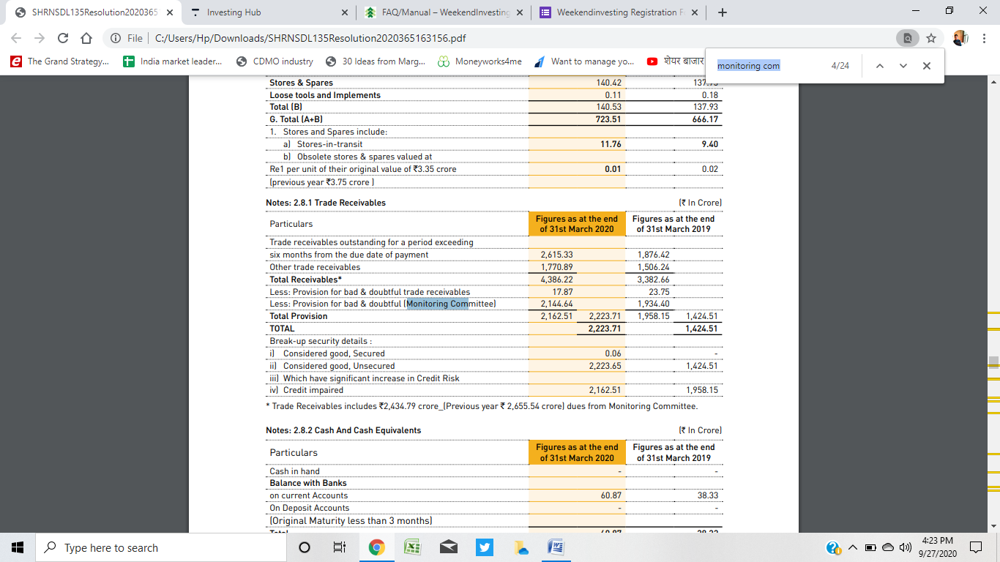 SHRNSDL135Resolution2020365 Investing Hub FAQ/Manual – WeekendInvesting Weekendinvesting Registration F
File C:/Users/Hp/Downloads/SHRNSDL135Resolution2020365163156.pdf
The Grand Strategy... India market leader... CDMO industry 30 Ideas from Marg... Moneyworks4me Want to manage yo... शेयर बाजार
monitoring com 4/24
Stores & Spares 140.42
Loose tools and Implements 0.11 0.18
Total (B) 140.53 137.93
G. Total (A+B) 723.51 666.17
1. Stores and Spares include:
a) Stores-in-transit 11.76 9.40
b) Obsolete stores & spares valued at
Re1 per unit of their original value of ₹3.35 crore 0.01 0.02
(previous year ₹3.75 crore )
Notes: 2.8.1 Trade Receivables (₹ In Crore)
Particulars Figures as at the end of 31st March 2020 Figures as at the end of 31st March 2019
Trade receivables outstanding for a period exceeding
six months from the due date of payment 2,615.33 1,876.42
Other trade receivables 1,770.89 1,506.24
Total Receivables* 4,386.22 3,382.66
Less: Provision for bad & doubtful trade receivables 17.87 23.75
Less: Provision for bad & doubtful (Monitoring Committee) 2,144.64 1,934.40
Total Provision 2,162.51 2,223.71 1,958.15 1,424.51
TOTAL 2,223.71 1,424.51
Break-up security details :
i) Considered good, Secured 0.06 -
ii) Considered good, Unsecured 2,223.65 1,424.51
iii) Which have significant increase in Credit Risk
iv) Credit impaired 2,162.51 1,958.15
* Trade Receivables includes ₹2,434.79 crore_(Previous year ₹ 2,655.54 crore) dues from Monitoring Committee.
Notes: 2.8.2 Cash And Cash Equivalents (₹ In Crore)
Particulars Figures as at the end of 31st March 2020 Figures as at the end of 31st March 2019
Cash in hand - -
Balance with Banks
on current Accounts 60.87 38.33
On Deposit Accounts - -
(Original Maturity less than 3 months)
Type here to search
4:23 PM
9/27/2020